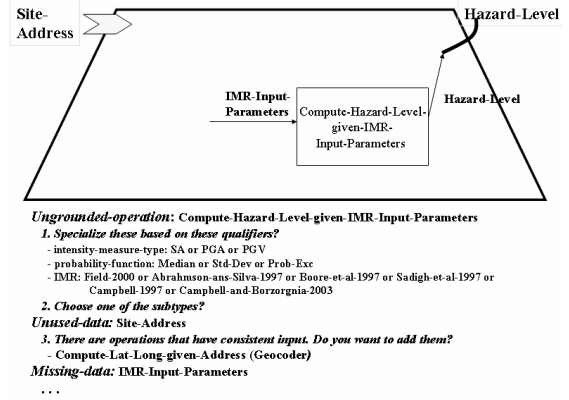 Site-
Address
Hazard-Level
IMR-Input-
Parameters
Compute-Hazard-Level-
given-IMR-
Input-Parameters
Hazard-Level
Ungrounded-operation: Compute-Hazard-Level-given-IMR-Input-Parameters
1. Specialize these based on these qualifiers?
- intensity-measure-type: SA or PGA or PGV
- probability-function: Median or Std-Dev or Prob-Exc
- IMR: Field-2000 or Abrahmson-ans-Silva-1997 or Boore-et-al-1997 or Sadigh-et-al-1997 or
Campbell-1997 or Campbell-and-Borzorgnia-2003
2. Choose one of the subtypes?
Unused-data: Site-Address
3. There are operations that have consistent input. Do you want to add them?
- Compute-Lat-Long-given-Address (Geocoder)
Missing-data: IMR-Input-Parameters
. . .